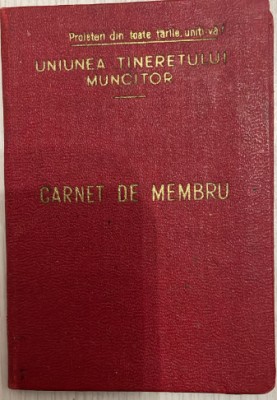 Proletari din toate țările, uniți-vă!
UNIUNEA TINERETULUI
MUNCITOR
CARNET DE MEMBRU